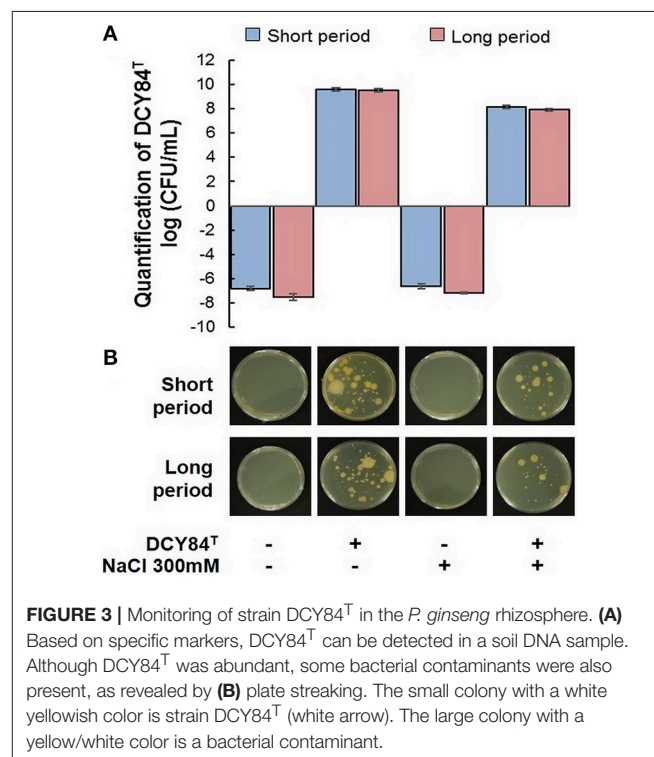 A
Short period
Long period
Quantification of DCY84ᵀ
log (CFU/mL)
12
10
8
6
4
2
0
-2
-4
-6
-8
-10
B
Short
period
Long
period
DCY84ᵀ - + - +
NaCl 300mM - - + +
FIGURE 3 | Monitoring of strain DCY84ᵀ in the P. ginseng rhizosphere. (A)
Based on specific markers, DCY84ᵀ can be detected in a soil DNA sample.
Although DCY84ᵀ was abundant, some bacterial contaminants were also
present, as revealed by (B) plate streaking. The small colony with a white
yellowish color is strain DCY84ᵀ (white arrow). The large colony with a
yellow/white color is a bacterial contaminant.